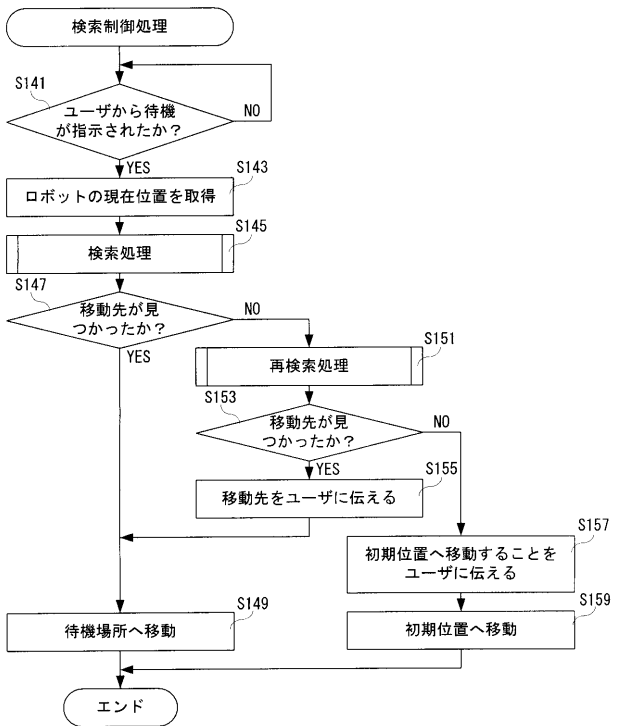 検索制御処理
S141
ユーザから待機
が指示されたか？
NO
YES
S143
ロボットの現在位置を取得
S145
検索処理
S147
移動先が見
つかったか？
NO
YES
S151
再検索処理
S153
移動先が見
つかったか？
NO
YES
S155
移動先をユーザに伝える
S157
初期位置へ移動することを
ユーザに伝える
S149
待機場所へ移動
S159
初期位置へ移動
エンド